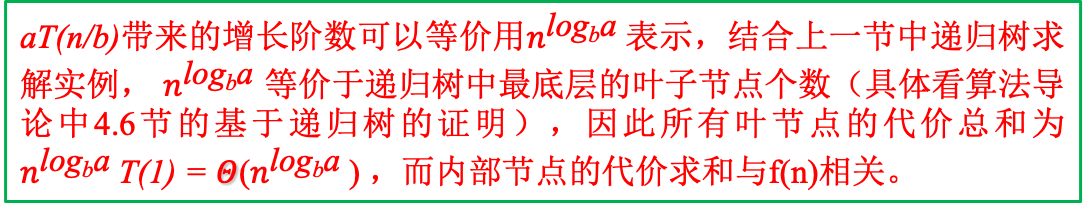 aT(n/b)带来的增长阶数可以等价用n^{log_b a} 表示，结合上一节中递归树求
解实例， n^{log_b a} 等价于递归树中最底层的叶子节点个数（具体看算法导
论中4.6节的基于递归树的证明），因此所有叶节点的代价总和为
n^{log_b a} T(1) = Θ(n^{log_b a} )，而内部节点的代价求和与f(n)相关。